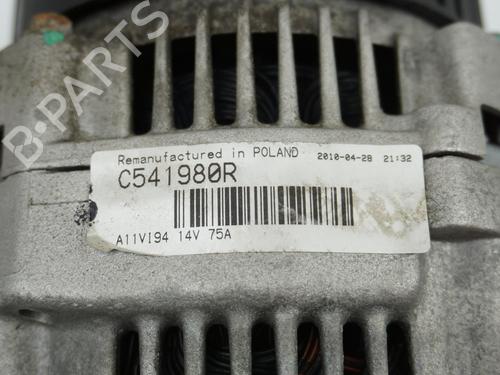 B-PARTS
Remanufactured in POLAND 2010-04-28 21:32
C541980R
A11VI94 14V 75A